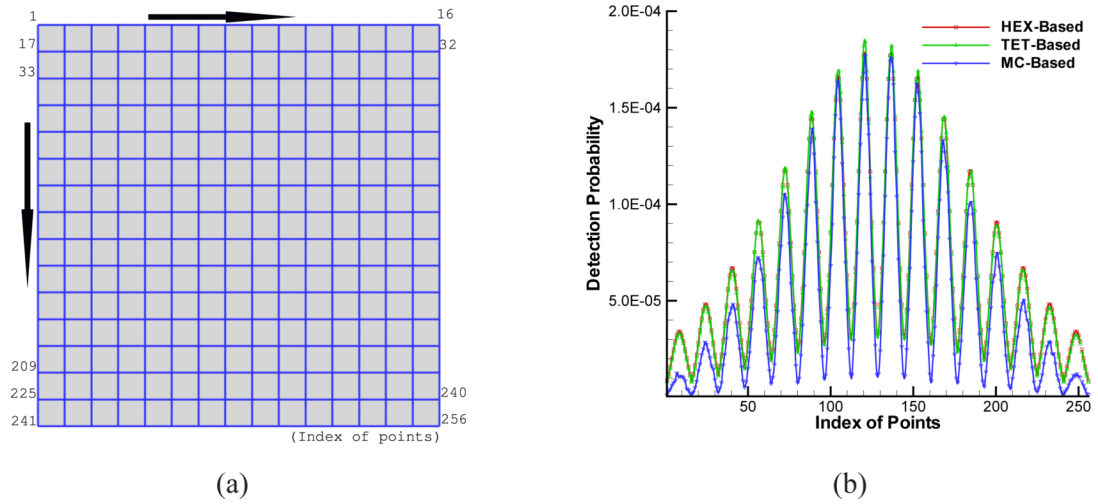 1
16
17
32
33
209
225
240
241
256
(Index of points)
(a)
2.0E-04
1.5E-04
1.0E-04
5.0E-05
Detection Probability
HEX-Based
TET-Based
MC-Based
50
100
150
200
250
Index of Points
(b)